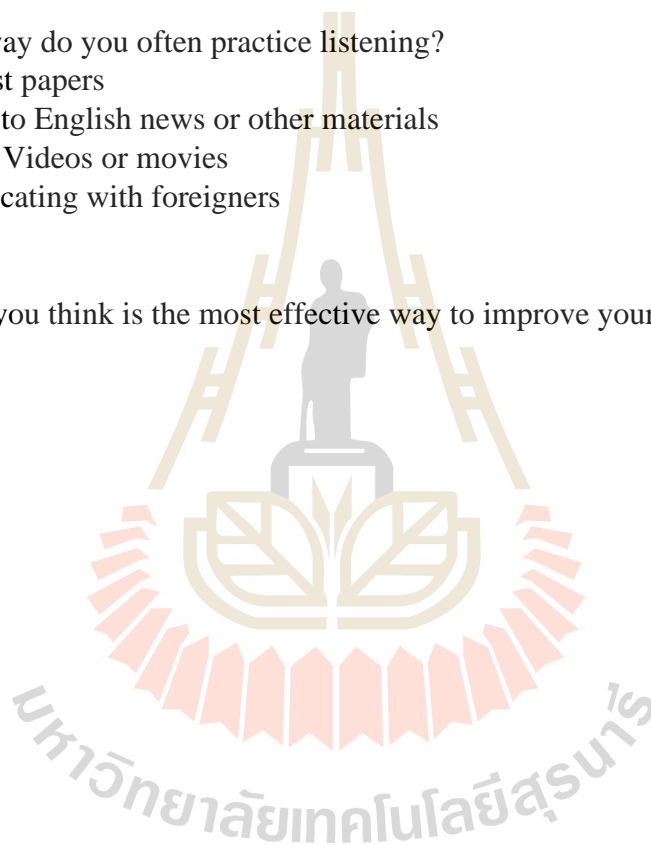 ay do you often practice listening?
st papers
to English news or other materials
Videos or movies
cating with foreigners
you think is the most effective way to improve your
มหาวิทยาลัยเทคโนโลยีสุรนารี